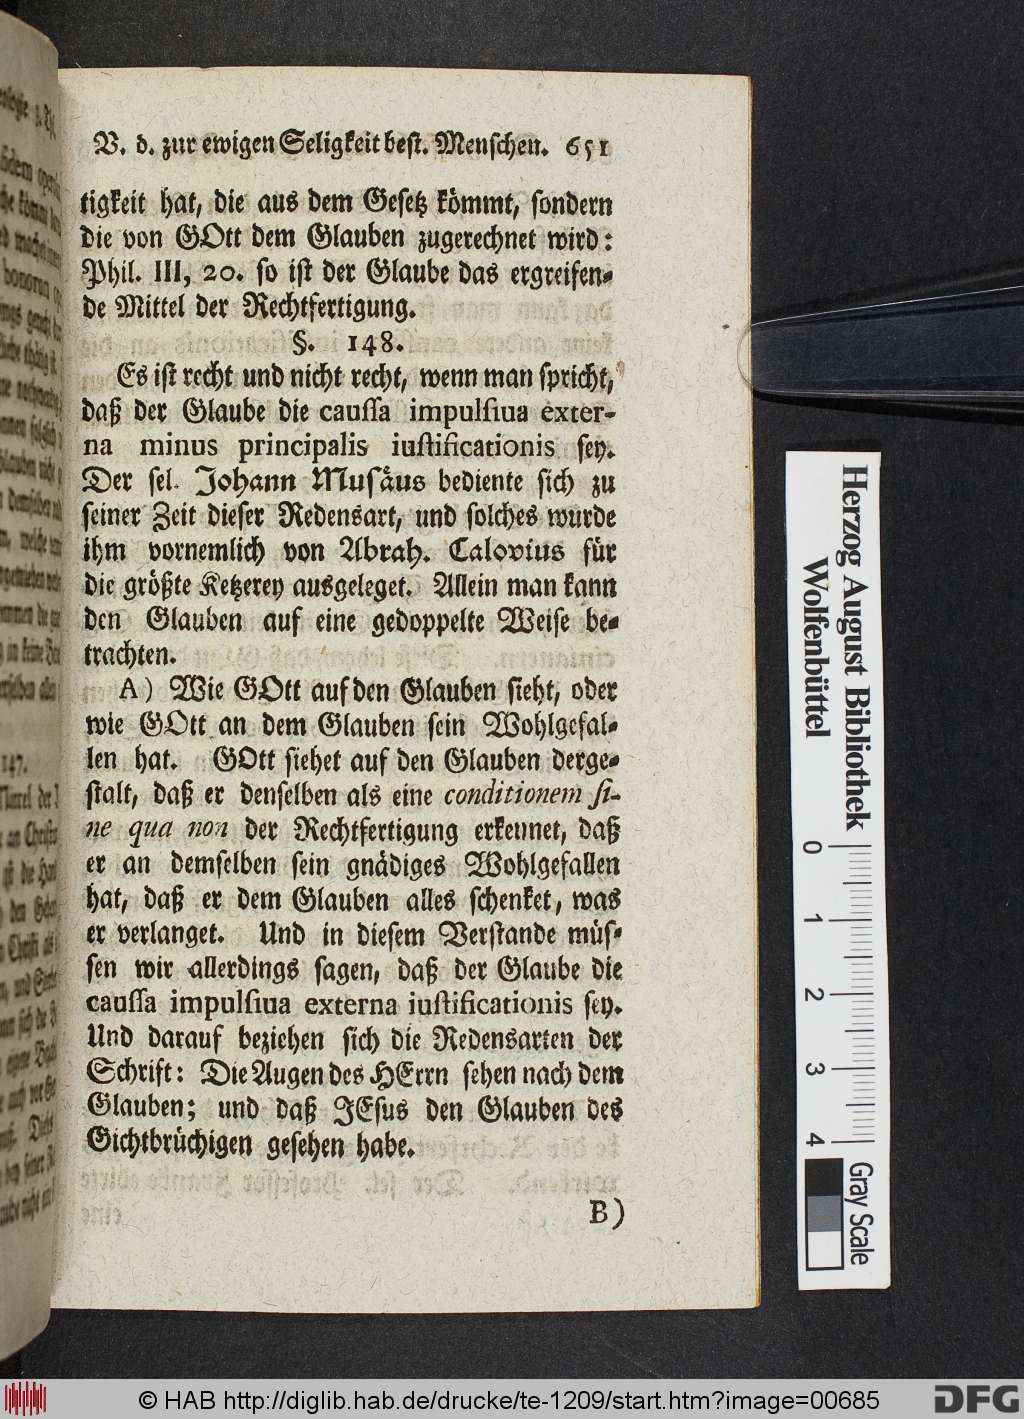 V. d. zur ewigen Seligkeit best. Menschen. 651
tigkeit hat, die aus dem Gesetz kömmt, sondern
die von GOtt dem Glauben zugerechnet wird:
Phil. III, 20. so ist der Glaube das ergreifen-
de Mittel der Rechtfertigung.
§. 148.
Es ist recht und nicht recht, wenn man spricht,
daß der Glaube die caussa impulsiua exter-
na minus principalis iustificationis sey.
Der sel. Johann Musäus bediente sich zu
seiner Zeit dieser Redensart, und solches wurde
ihm vornemlich von Abrah. Calovius für
die größte Ketzerey ausgeleget. Allein man kann
den Glauben auf eine gedoppelte Weise be-
trachten.
A) Wie GOtt auf den Glauben sieht, oder
wie GOtt an dem Glauben sein Wohlgefal-
len hat. GOtt siehet auf den Glauben derge-
stalt, daß er denselben als eine conditionem si-
ne qua non der Rechtfertigung erkennet, daß
er an demselben sein gnädiges Wohlgefallen
hat, daß er dem Glauben alles schenket, was
er verlanget. Und in diesem Verstande müs-
sen wir allerdings sagen, daß der Glaube die
caussa impulsiua externa iustificationis sey.
Und darauf beziehen sich die Redensarten der
Schrift: Die Augen des HErrn sehen nach dem
Glauben; und daß JEsus den Glauben des
Gichtbrüchigen gesehen habe.
B)
Herzog August Bibliothek
Wolfenbüttel
0
1
2
3
4
Gray Scale
© HAB http://diglib.hab.de/drucke/te-1209/start.htm?image=00685
DFG